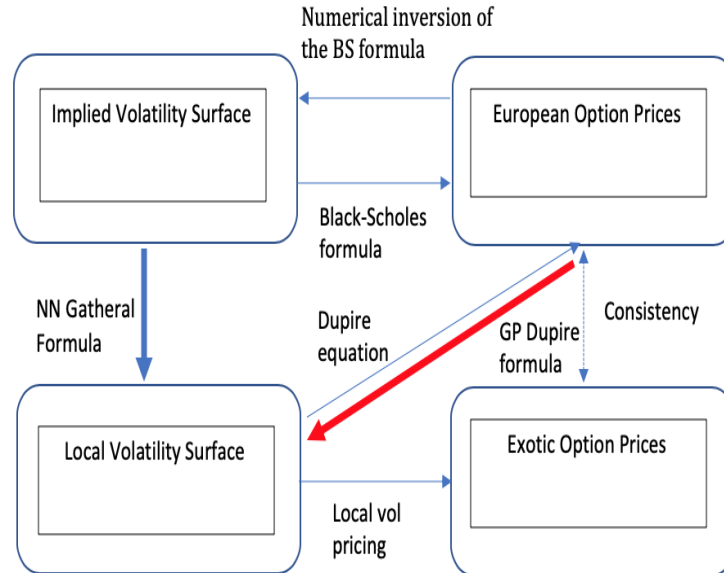 Numerical inversion of
the BS formula
Implied Volatility Surface
European Option Prices
Black-Scholes
formula
NN Gatheral
Formula
Dupire
equation
GP Dupire
formula
Consistency
Local Volatility Surface
Exotic Option Prices
Local vol
pricing